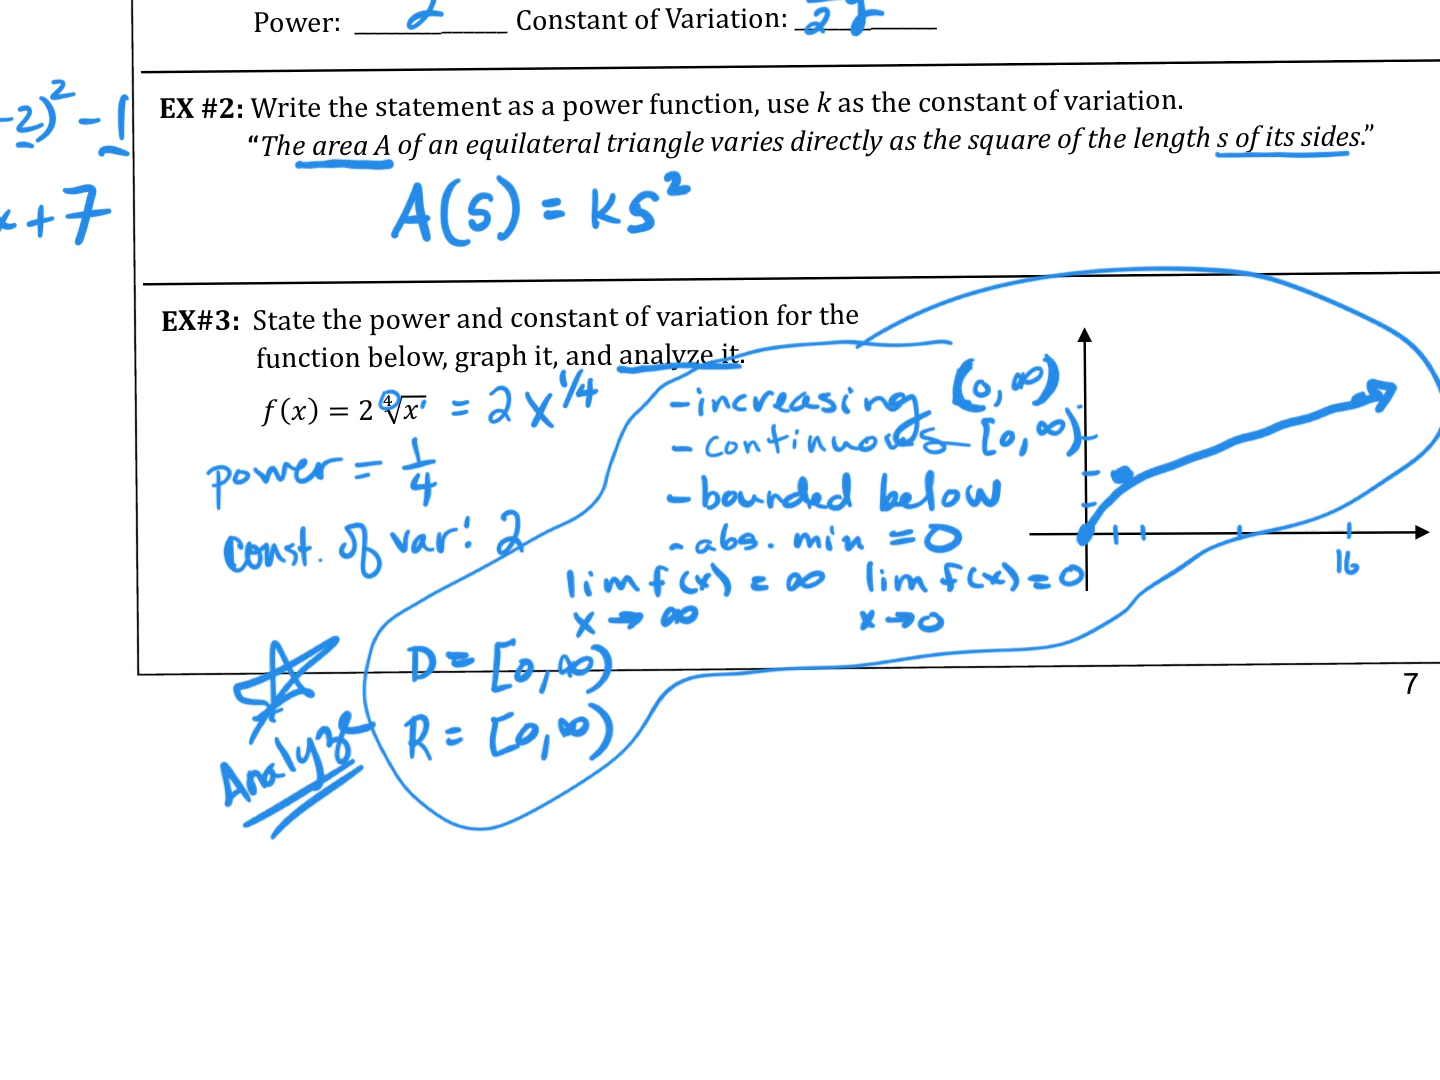 Power: 2 Constant of Variation:
-2)² - 1
EX #2: Write the statement as a power function, use k as the constant of variation.
“The area A of an equilateral triangle varies directly as the square of the length s of its sides.”
x + 7
A(s) = ks²
EX#3: State the power and constant of variation for the
function below, graph it, and analyze it.
f(x) = 2∜x = 2x^1/4
power = 1/4
const. of var: 2
- increasing (0, ∞)
- continuous [0, ∞)
- bounded below
- abs. min = 0
lim f(x) = ∞ lim f(x) = 0
x → ∞ x → 0
16
D = [0, ∞)
R = [0, ∞)
Analyze
7